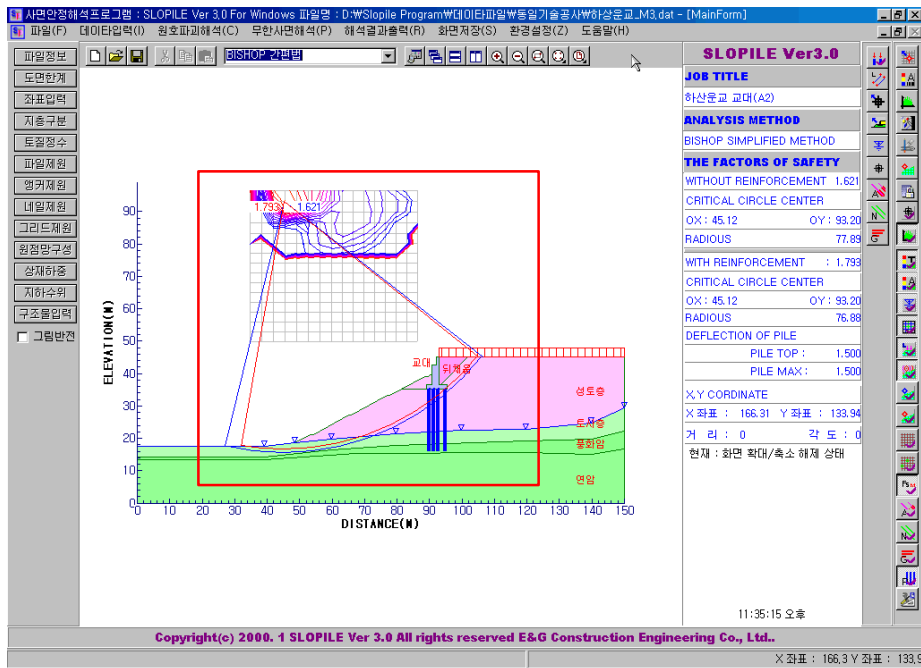 사면안정해석프로그램 : SLOPILE Ver 3.0 For Windows 파일명 : D:₩Slopile Program₩데이타파일₩동일기술공사₩하상운교_M3.dat - [MainForm]
파일(F) 데이타입력(I) 원호파괴해석(C) 무한사면해석(P) 해석결과출력(R) 화면저장(S) 환경설정(Z) 도움말(H)
파일정보
도면한계
좌표입력
지층구분
토질정수
파일제원
앵커제원
네일제원
그리드제원
원점망구성
상재하중
지하수위
구조물입력
그림반전
BISHOP 간편법
1.793 1.621
ELEVATION(M)
90
80
70
60
50
40
30
20
10
0
교대
뒤채움
성토층
토사층
풍화암
연암
0 10 20 30 40 50 60 70 80 90 100 110 120 130 140 150
DISTANCE(M)
SLOPILE Ver3.0
JOB TITLE
하산운교 교대(A2)
ANALYSIS METHOD
BISHOP SIMPLIFIED METHOD
THE FACTORS OF SAFETY
WITHOUT REINFORCEMENT 1.621
CRITICAL CIRCLE CENTER
OX : 45.12 OY : 93.20
RADIOUS 77.89
WITH REINFORCEMENT : 1.793
CRITICAL CIRCLE CENTER
OX : 45.12 OY : 93.20
RADIOUS 76.88
DEFLECTION OF PILE
PILE TOP : 1.500
PILE MAX : 1.500
X,Y CORDINATE
X 좌표 : 166.31 Y 좌표 : 133.94
거 리 : 0 각 도 : 0
현재 : 화면 확대/축소 해제 상태
11:35:15 오후
Copyright(c) 2000. 1 SLOPILE Ver 3.0 All rights reserved E&G Construction Engineering Co., Ltd..
X 좌표 : 166,3 Y 좌표 : 133,9